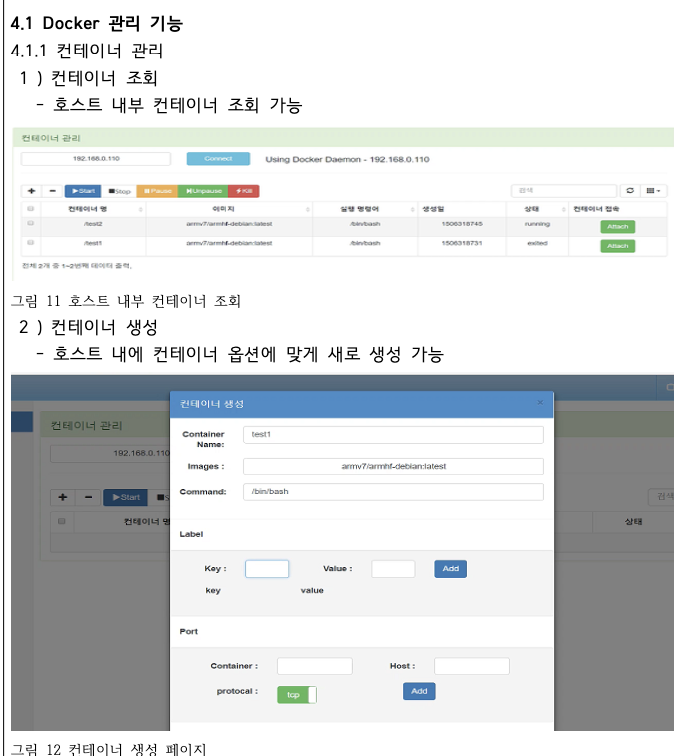 4.1 Docker 관리 기능
4.1.1 컨테이너 관리
1 ) 컨테이너 조회
- 호스트 내부 컨테이너 조회 가능
컨테이너 관리
192.168.0.110 Connect Using Docker Daemon - 192.168.0.110
+ - Start Stop Pause Unpause Kill 검색
컨테이너 명 이미지 실행 명령어 생성일 상태 컨테이너 접속
/test2 armv7/armhf-debian:latest /bin/bash 1506318745 running Attach
/test1 armv7/armhf-debian:latest /bin/bash 1506318731 exited Attach
전체 2개 중 1~2번째 데이터 출력,
그림 11 호스트 내부 컨테이너 조회
2 ) 컨테이너 생성
- 호스트 내에 컨테이너 옵션에 맞게 새로 생성 가능
컨테이너 생성 ×
컨테이너 관리
192.168.0.110
+ - Start
컨테이너 명 상태
검색
Container Name: test1
Images : armv7/armhf-debian:latest
Command: /bin/bash
Label
Key : Value : Add
key value
Port
Container : Host :
protocal : tcp Add
그림 12 컨테이너 생성 페이지